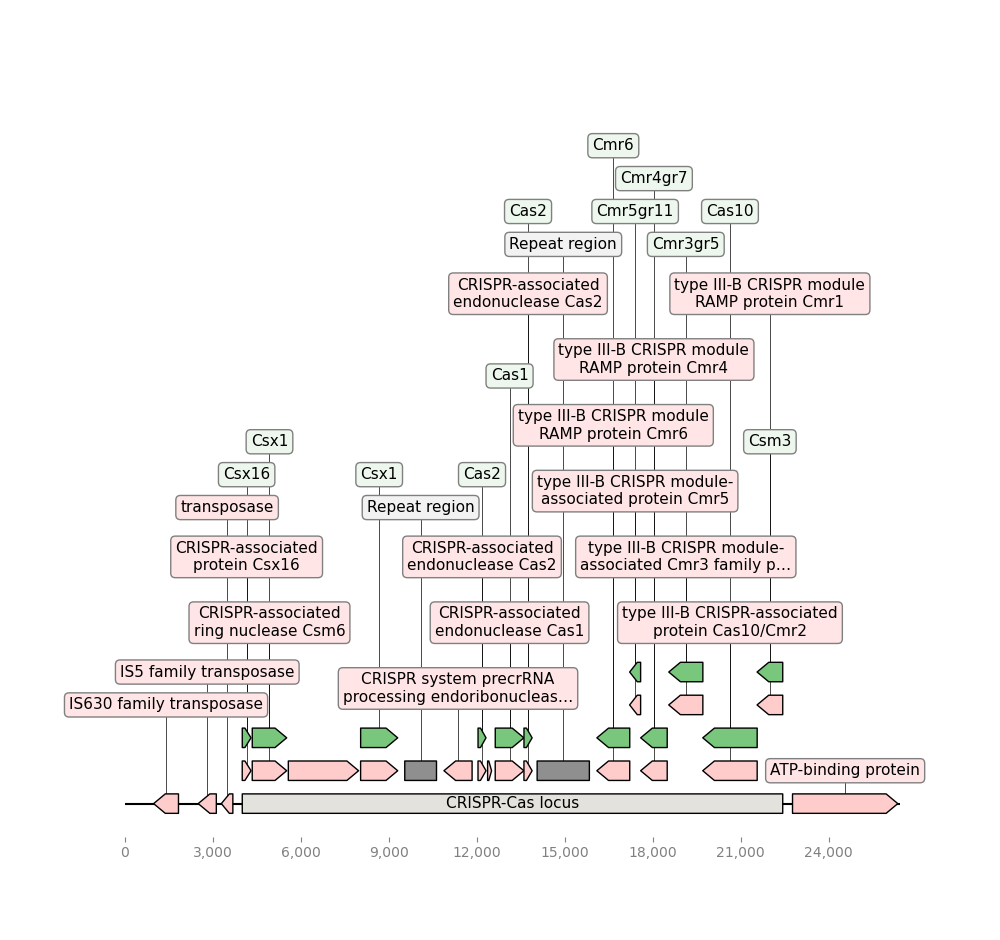 Cmr6
Cmr4gr7
Cas2
Cmr5gr11
Cas10
Repeat region
Cmr3gr5
CRISPR-associated
endonuclease Cas2
type III-B CRISPR module
RAMP protein Cmr1
type III-B CRISPR module
RAMP protein Cmr4
Cas1
type III-B CRISPR module
RAMP protein Cmr6
Csx1
Csm3
Csx16
Csx1
Cas2
type III-B CRISPR module-
associated protein Cmr5
transposase
Repeat region
CRISPR-associated
protein Csx16
CRISPR-associated
endonuclease Cas2
type III-B CRISPR module-
associated Cmr3 family p...
CRISPR-associated
ring nuclease Csm6
CRISPR-associated
endonuclease Cas1
type III-B CRISPR-associated
protein Cas10/Cmr2
IS5 family transposase
CRISPR system precrRNA
processing endoribonucleas...
IS630 family transposase
ATP-binding protein
CRISPR-Cas locus
0
3,000
6,000
9,000
12,000
15,000
18,000
21,000
24,000